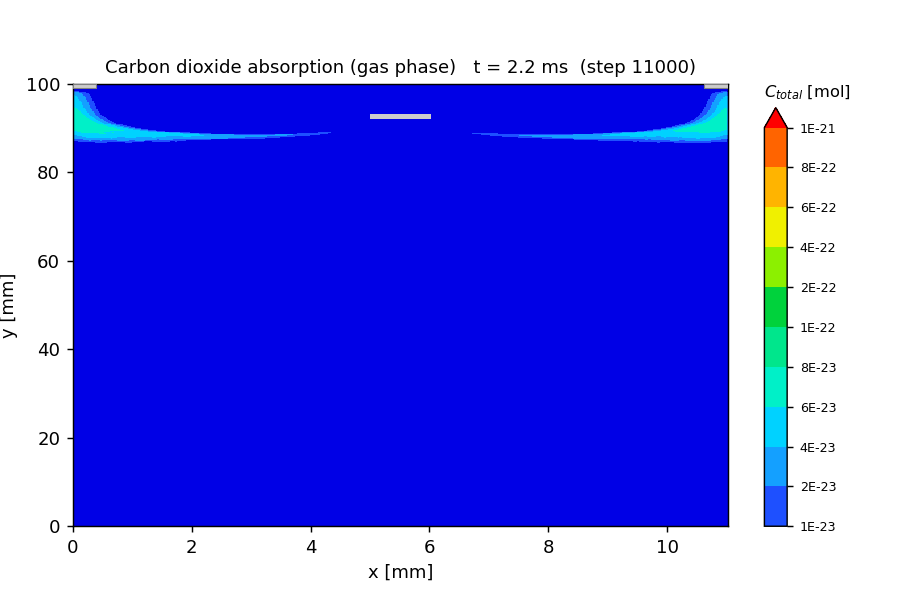 Carbon dioxide absorption (gas phase)   t = 2.2 ms  (step 11000)
C_total [mol]
1E-21
8E-22
6E-22
4E-22
2E-22
1E-22
8E-23
6E-23
4E-23
2E-23
1E-23
y [mm]
100
80
60
40
20
0
0 2 4 6 8 10
x [mm]